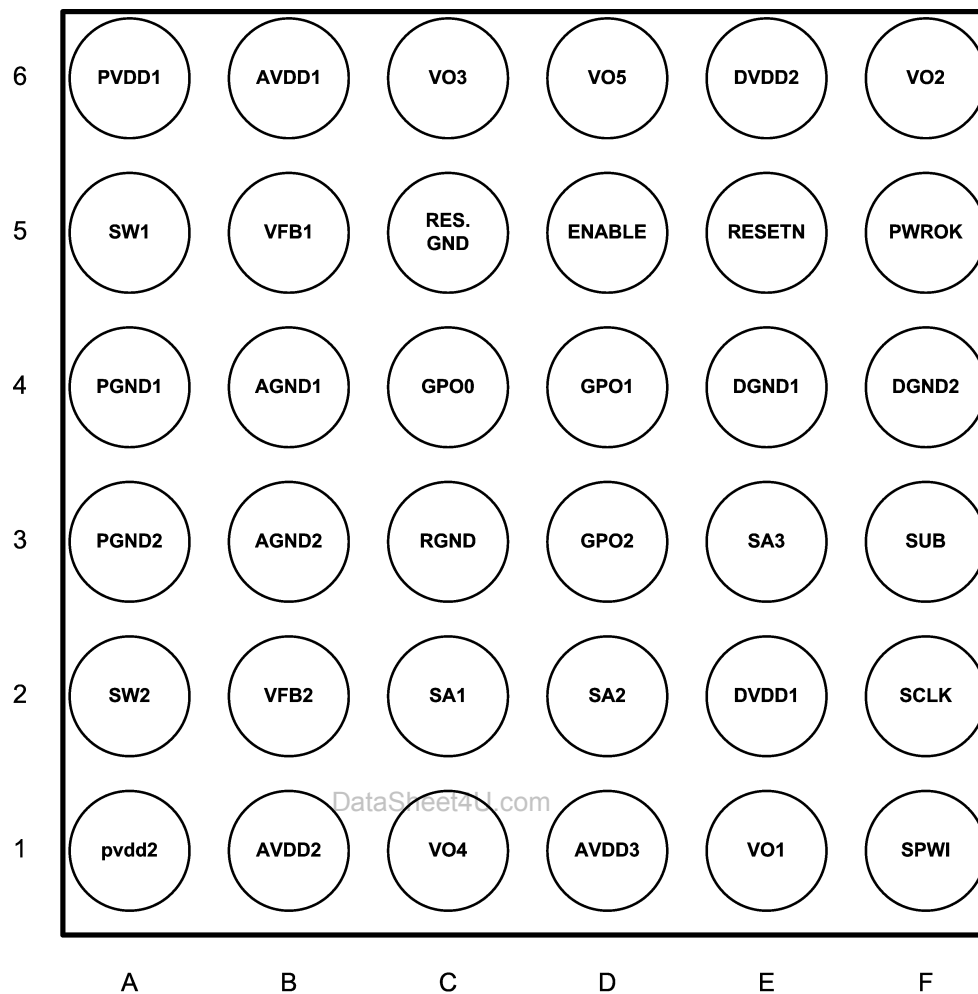 6 PVDD1 AVDD1 VO3 VO5 DVDD2 VO2
5 SW1 VFB1 RES. GND ENABLE RESETN PWROK
4 PGND1 AGND1 GPO0 GPO1 DGND1 DGND2
3 PGND2 AGND2 RGND GPO2 SA3 SUB
2 SW2 VFB2 SA1 SA2 DVDD1 SCLK
DataSheet4U.com
1 pvdd2 AVDD2 VO4 AVDD3 VO1 SPWI
A B C D E F